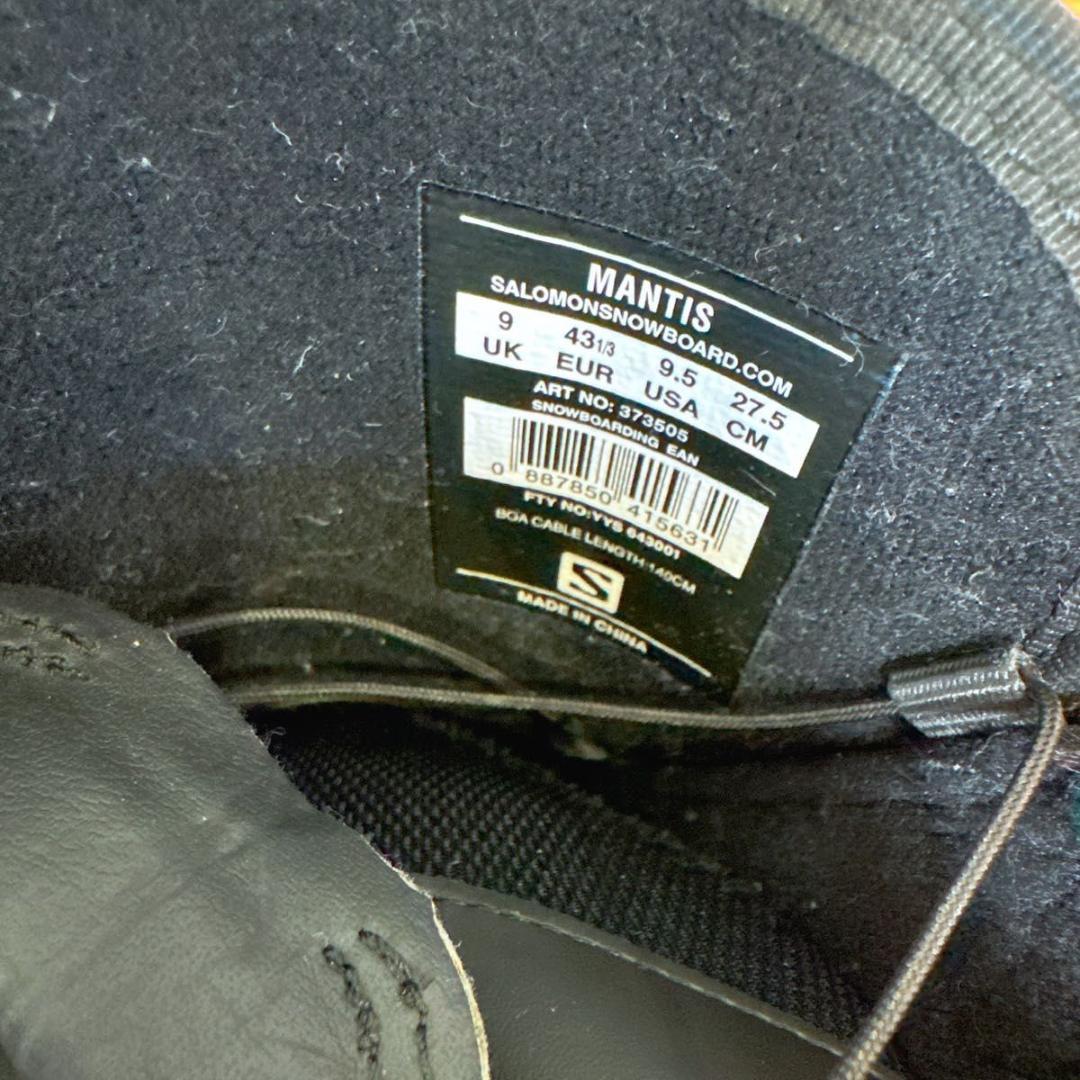 MANTIS
SALOMONSNOWBOARD.COM
9 43 1/3 9.5 27.5
UK EUR USA CM
ART NO: 373505
SNOWBOARDING EAN
0 887850 415631
FTY NO:YYS 643001
BOA CABLE LENGTH:140CM
S
MADE IN CHINA